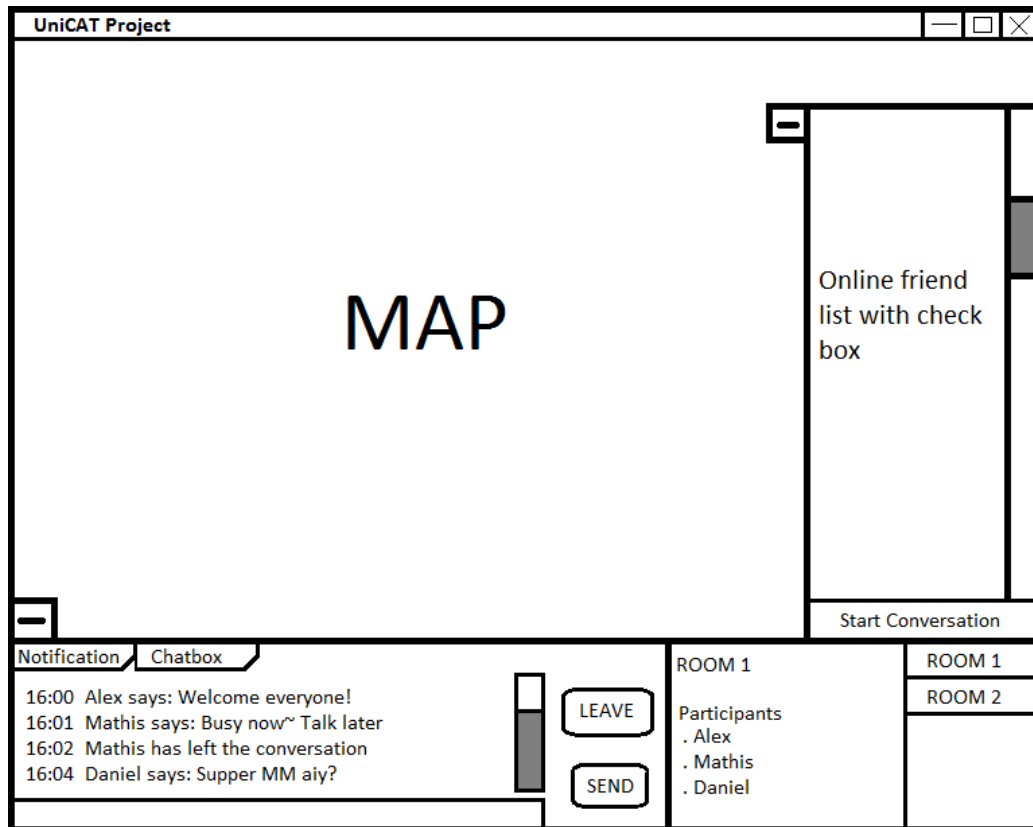 UniCAT Project
MAP
Online friend
list with check
box
Start Conversation
Notification
Chatbox
16:00 Alex says: Welcome everyone!
16:01 Mathis says: Busy now~ Talk later
16:02 Mathis has left the conversation
16:04 Daniel says: Supper MM aiy?
LEAVE
SEND
ROOM 1
Participants
. Alex
. Mathis
. Daniel
ROOM 1
ROOM 2